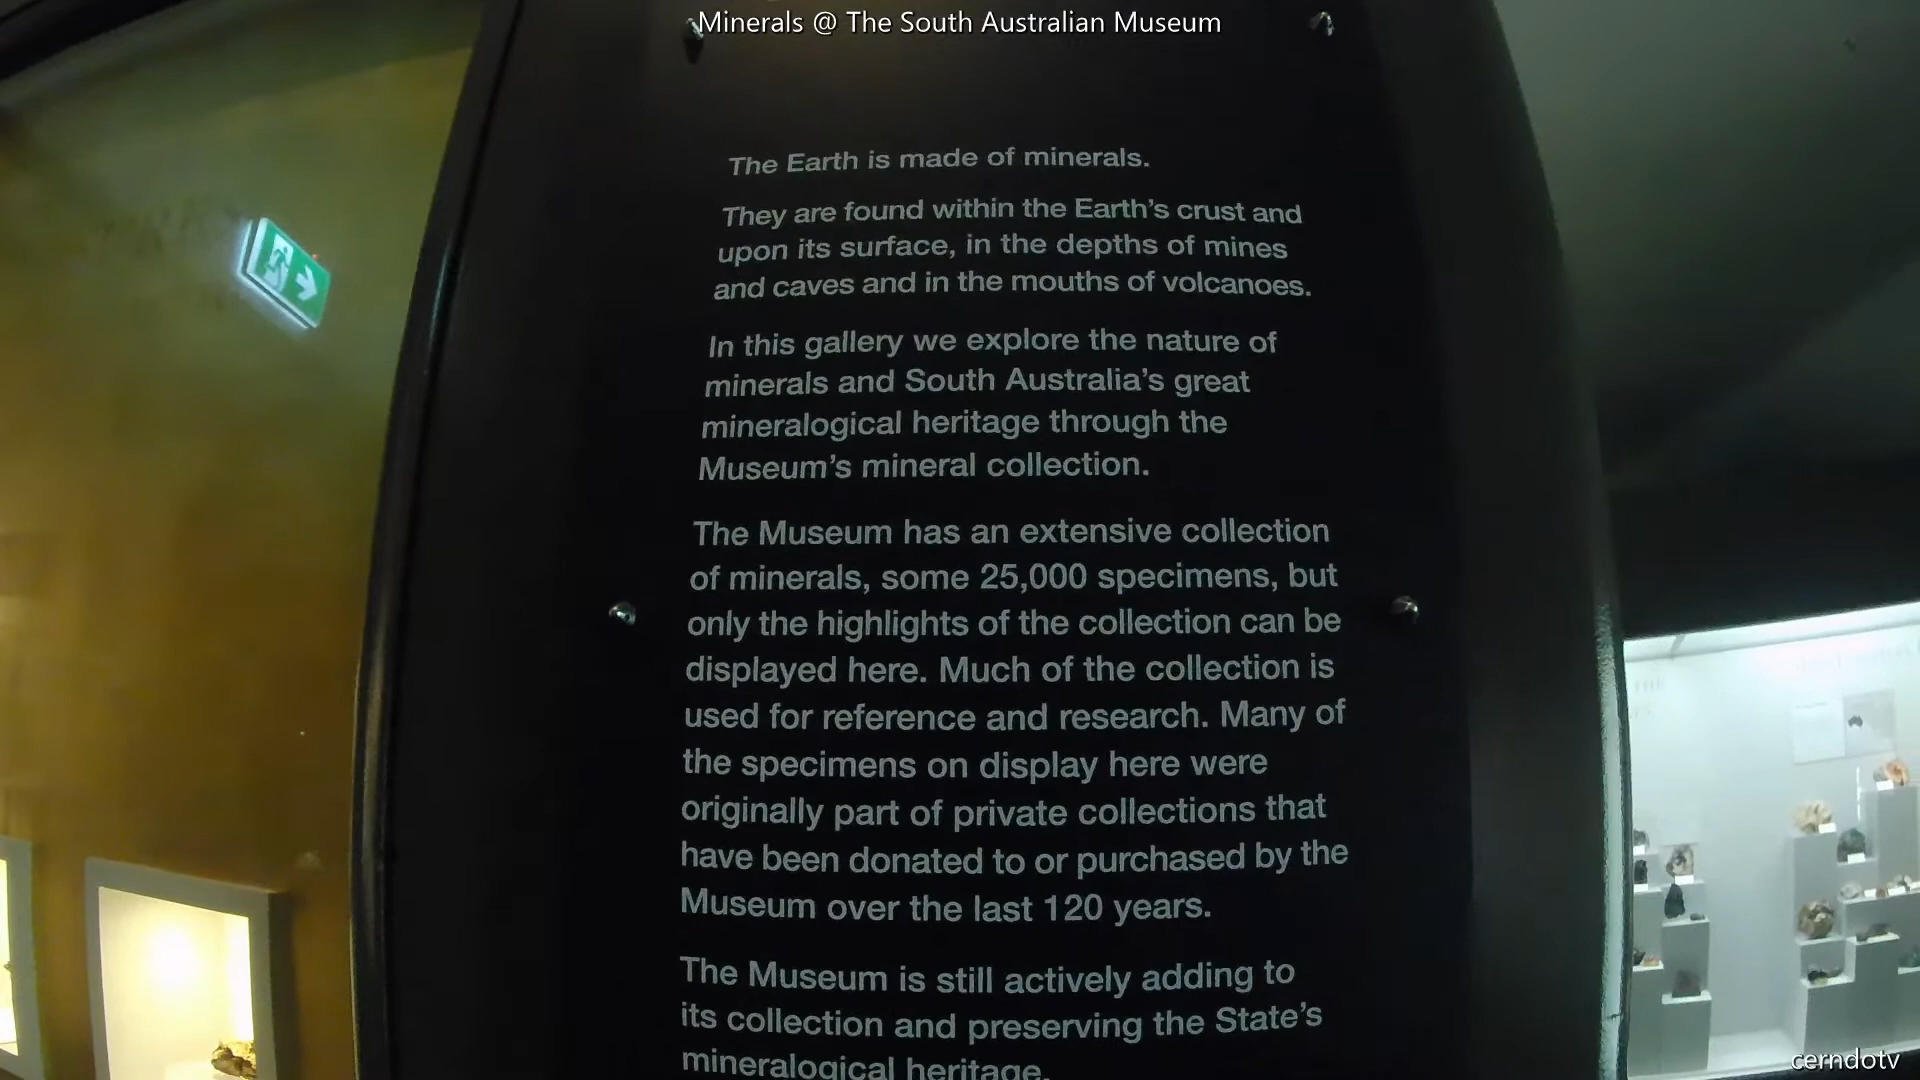 Minerals @ The South Australian Museum
The Earth is made of minerals.
They are found within the Earth's crust and
upon its surface, in the depths of mines
and caves and in the mouths of volcanoes.
In this gallery we explore the nature of
minerals and South Australia's great
mineralogical heritage through the
Museum's mineral collection.
The Museum has an extensive collection
of minerals, some 25,000 specimens, but
only the highlights of the collection can be
displayed here. Much of the collection is
used for reference and research. Many of
the specimens on display here were
originally part of private collections that
have been donated to or purchased by the
Museum over the last 120 years.
The Museum is still actively adding to
its collection and preserving the State's
mineralogical heritage.
cerndotv